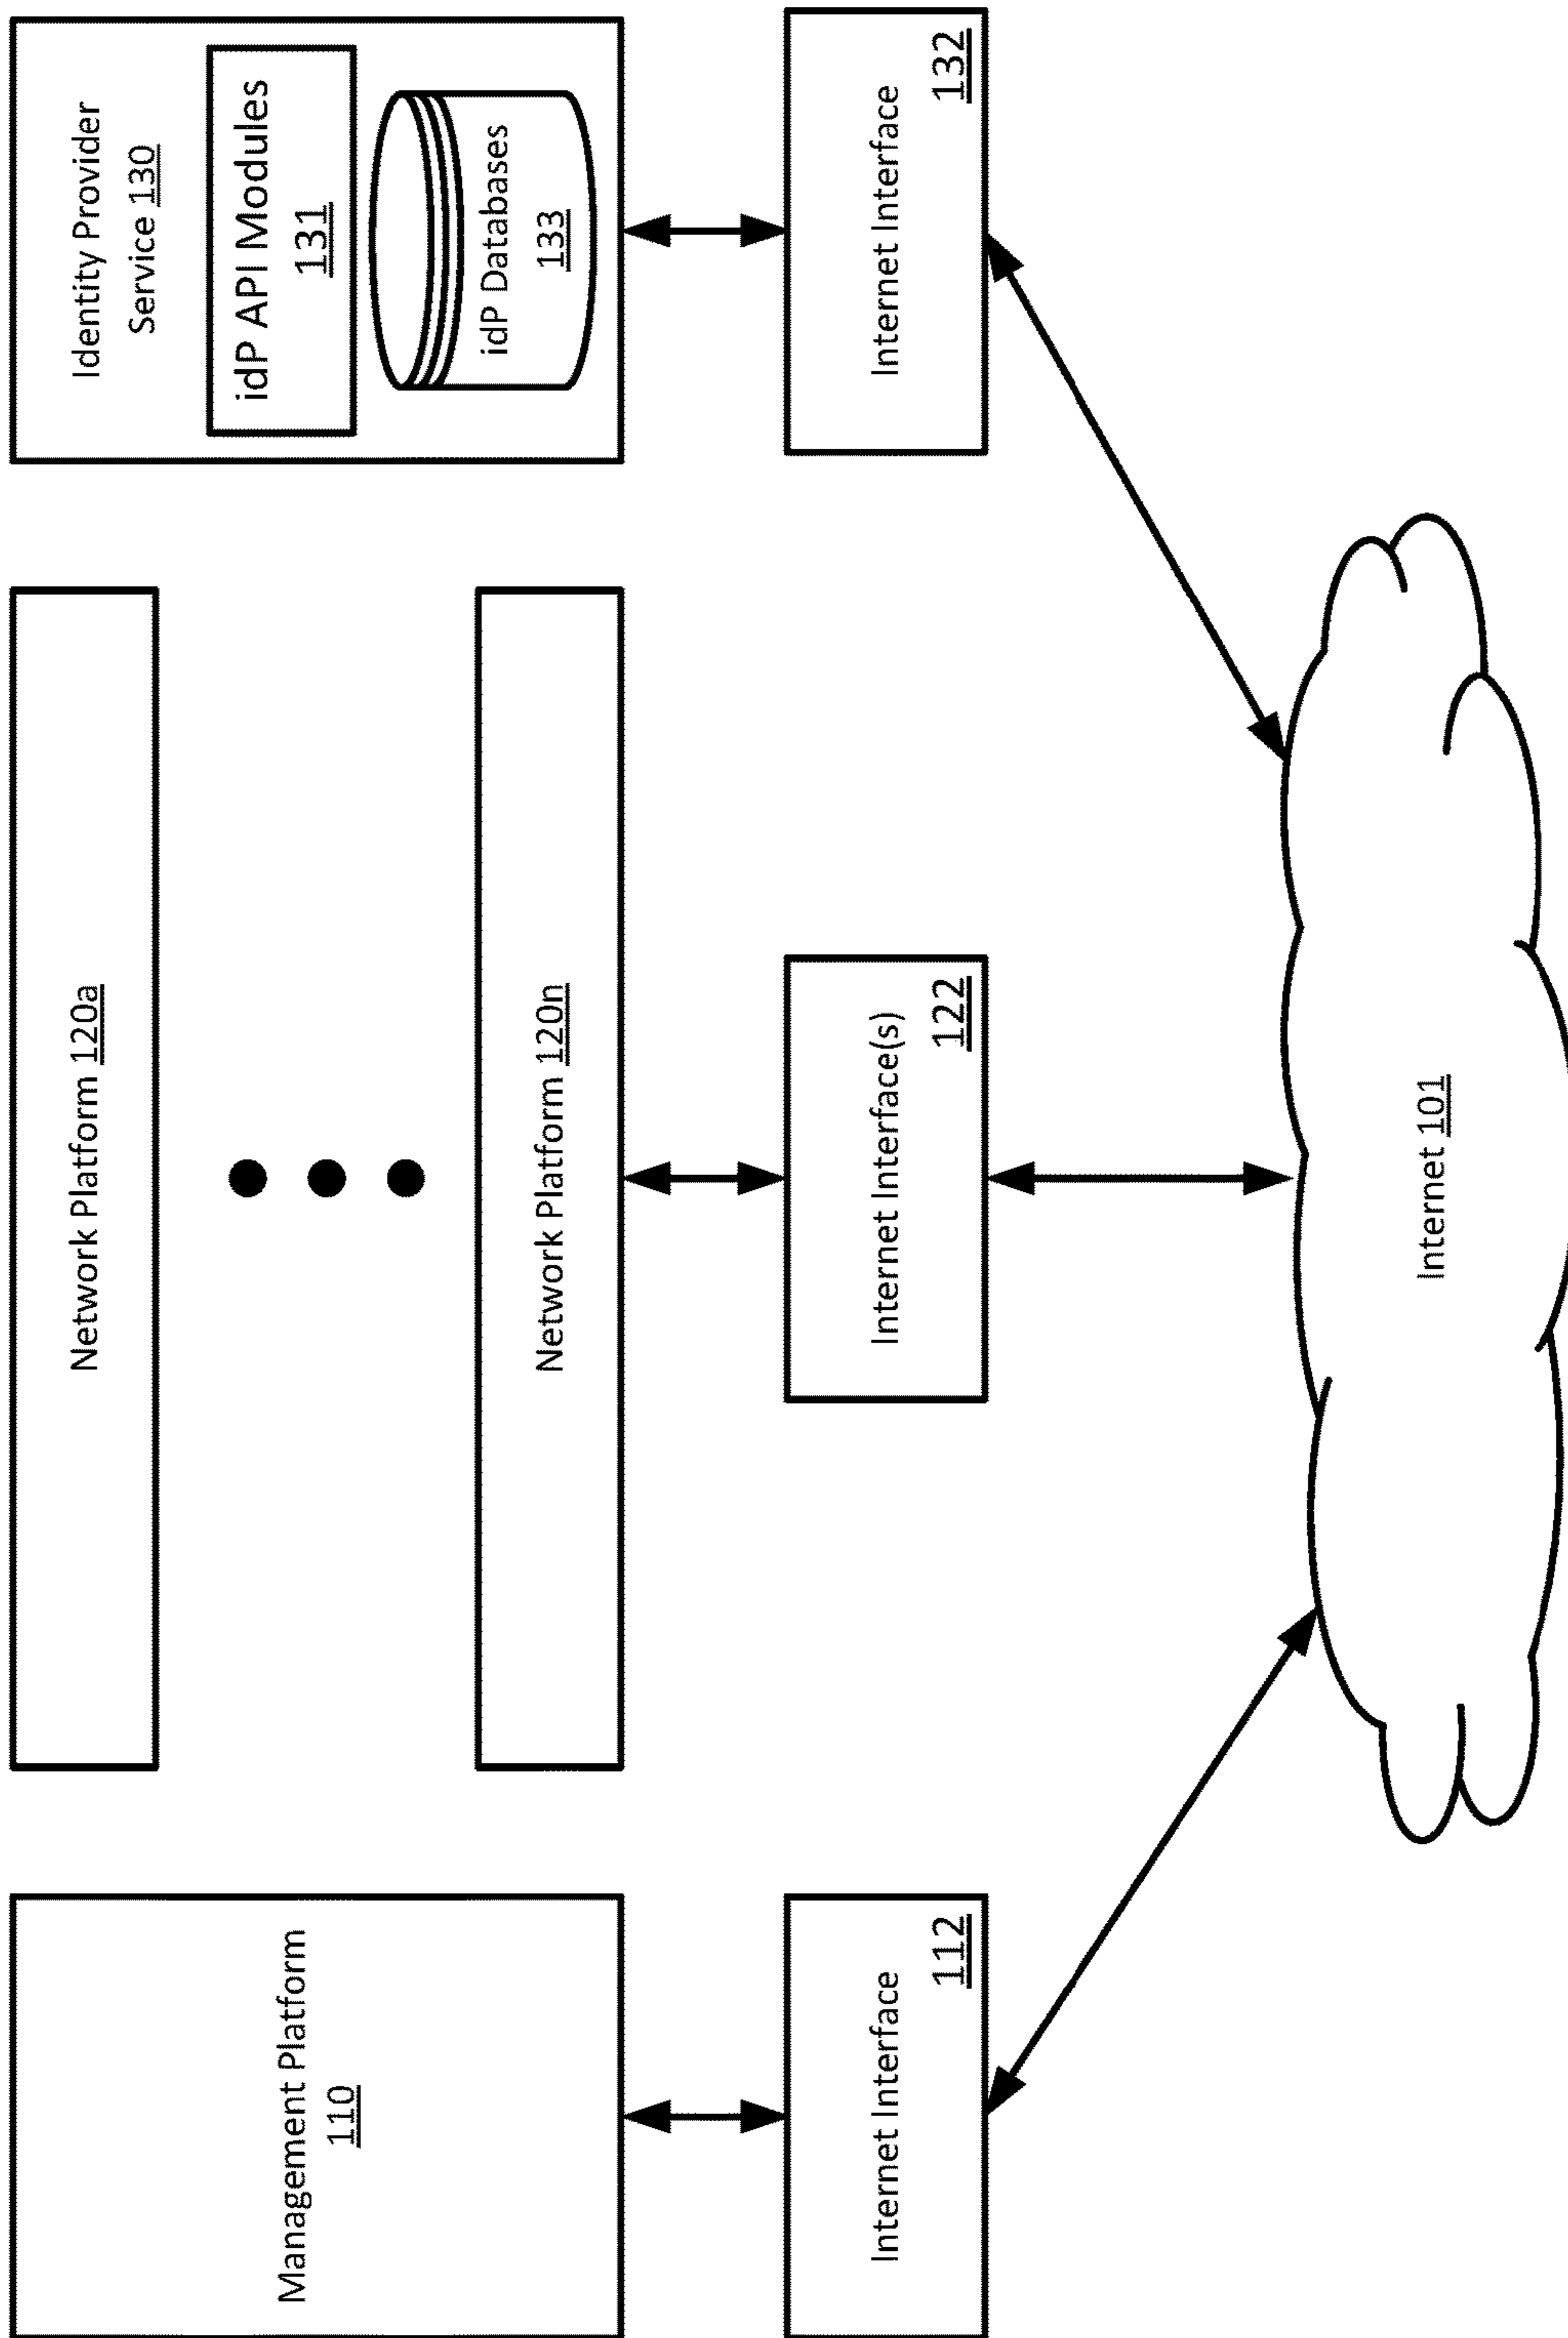 Management Platform
110
Network Platform 120a
Network Platform 120n
Identity Provider
Service 130
idP API Modules
131
idP Databases
133
Internet Interface
112
Internet Interface(s)
122
Internet Interface
132
Internet 101